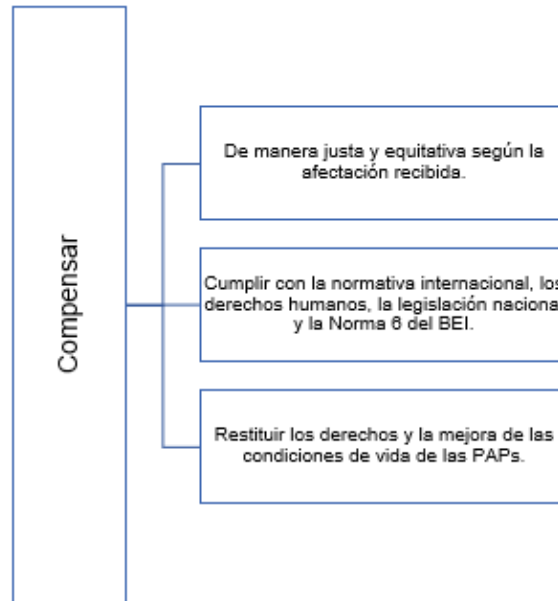 Compensar
De manera justa y equitativa según la
afectación recibida.
Cumplir con la normativa internacional, los
derechos humanos, la legislación naciona
y la Norma 6 del BEI.
Restituir los derechos y la mejora de las
condiciones de vida de las PAPs.